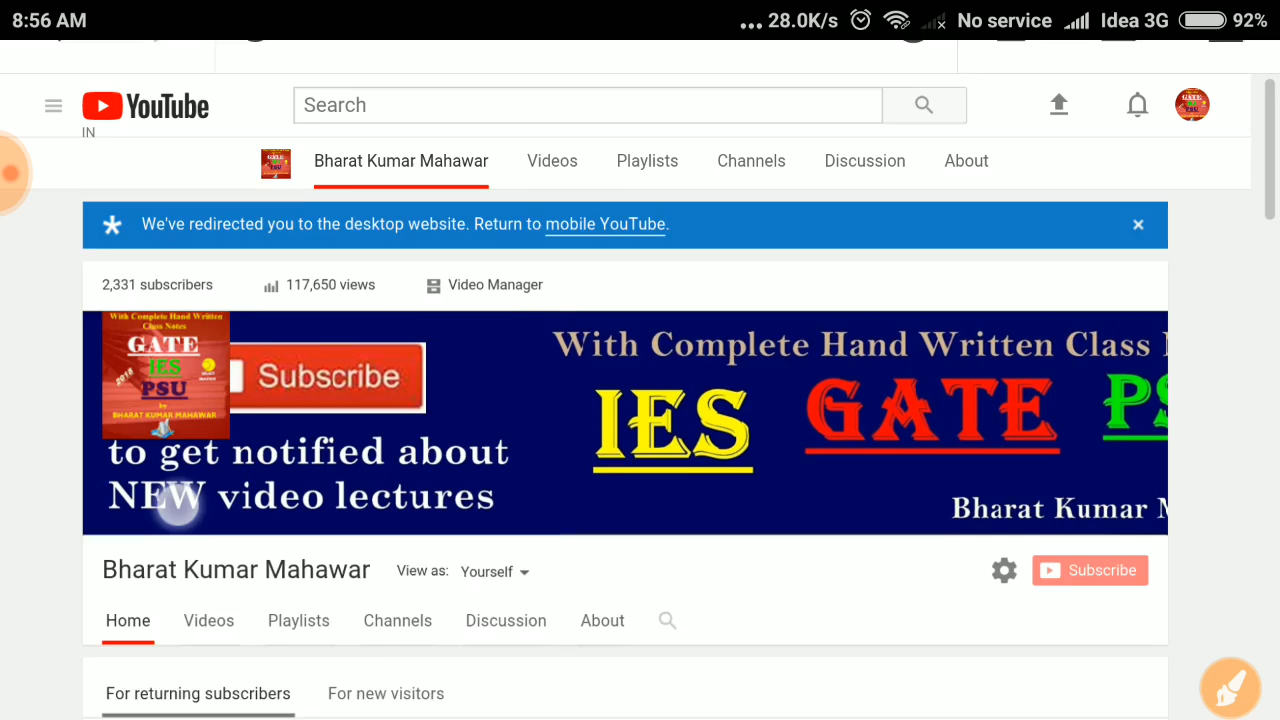 8:56 AM
... 28.0K/s No service Idea 3G 92%
YouTube
IN
Search
Bharat Kumar Mahawar Videos Playlists Channels Discussion About
We've redirected you to the desktop website. Return to mobile YouTube.
2,331 subscribers 117,650 views Video Manager
With Complete Hand Written
Class Notes
GATE
IES
PSU
2018
by
BHARAT KUMAR MAHAWAR
Subscribe
to get notified about
NEW video lectures
With Complete Hand Written Class
IES GATE PS
Bharat Kumar
Bharat Kumar Mahawar View as: Yourself
Subscribe
Home Videos Playlists Channels Discussion About
For returning subscribers For new visitors